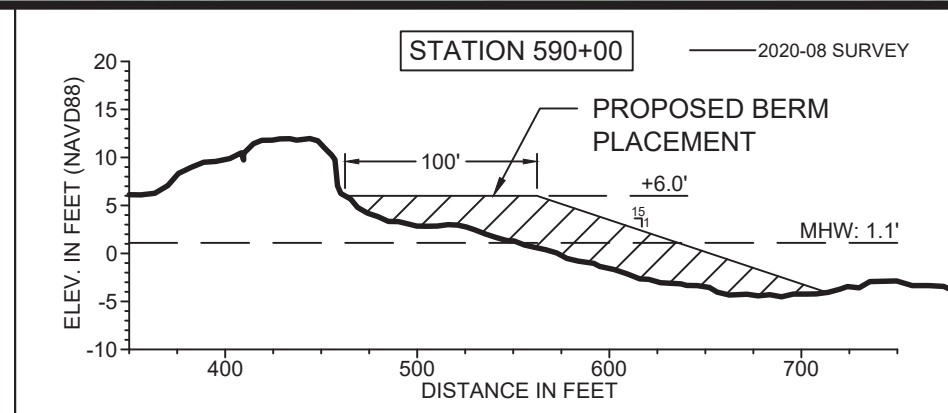 STATION 590+00
2020-08 SURVEY
PROPOSED BERM
PLACEMENT
100'
+6.0'
15
1
MHW: 1.1'
ELEV. IN FEET (NAVD88)
20
15
10
5
0
-5
-10
400
500
600
700
DISTANCE IN FEET